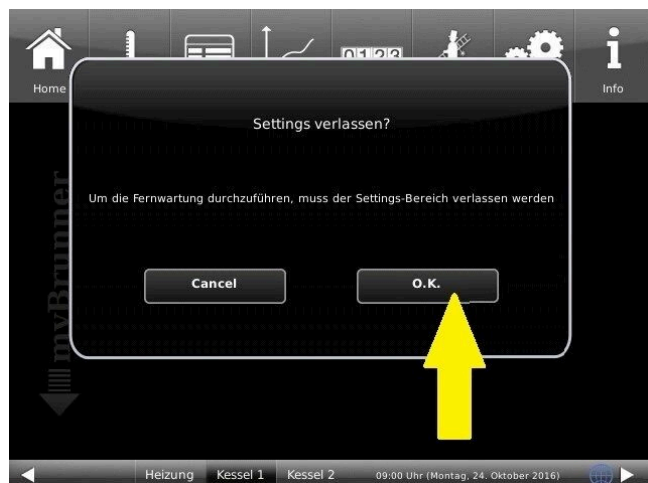 0123
Home
Info
Settings verlassen?
Um die Fernwartung durchzuführen, muss der Settings-Bereich verlassen werden
Cancel
O.K.
myBrunner
Heizung Kessel 1 Kessel 2 09:00 Uhr (Montag, 24. Oktober 2016)